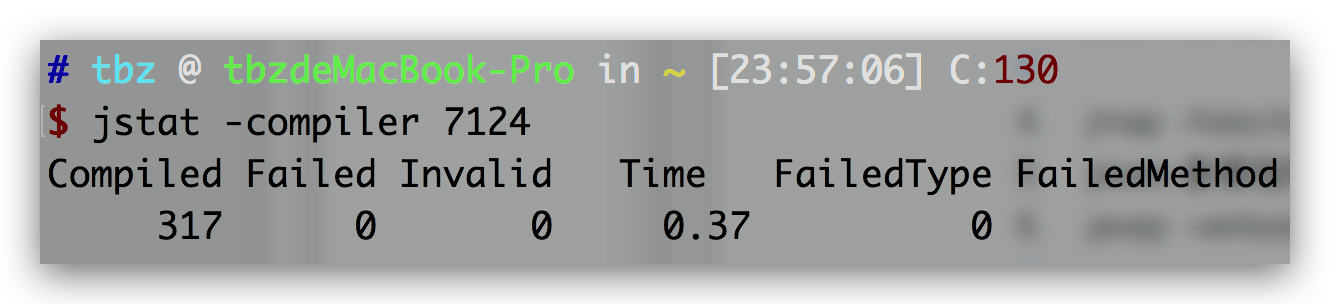 # tbz @ tbzdeMacBook-Pro in ~ [23:57:06] C:130
$ jstat -compiler 7124
Compiled Failed Invalid Time FailedType FailedMethod
317 0 0 0.37 0